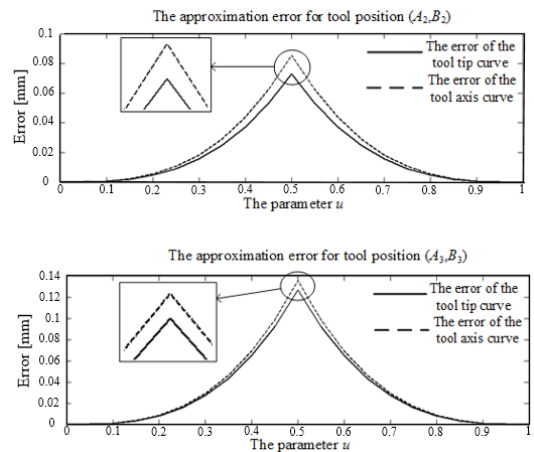 The approximation error for tool position (A2,B2)
0.1
0.08
0.06
0.04
0.02
0
Error [mm]
The error of the
tool tip curve
The error of the
tool axis curve
0 0.1 0.2 0.3 0.4 0.5 0.6 0.7 0.8 0.9 1
The parameter u
The approximation error for tool position (A3,B3)
0.14
0.12
0.10
0.08
0.06
0.04
0.02
0
Error [mm]
The error of the
tool tip curve
The error of the
tool axis curve
0 0.1 0.2 0.3 0.4 0.5 0.6 0.7 0.8 0.9 1
The parameter u